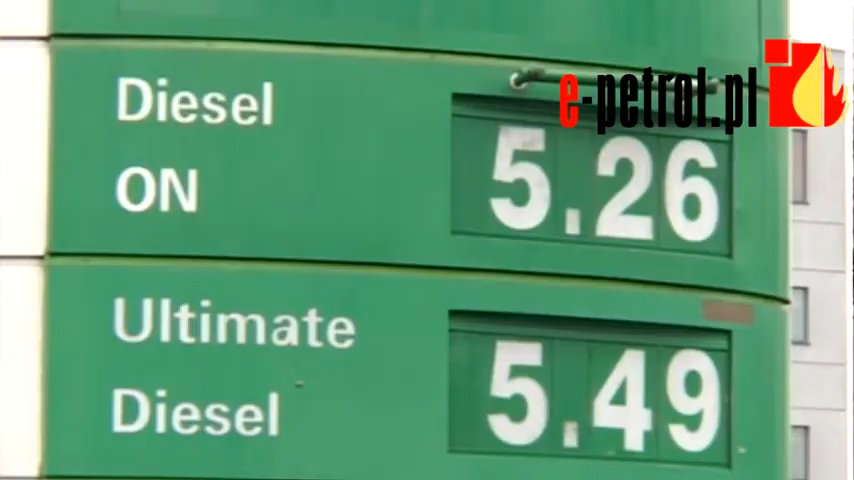 e-petrol.pl
Diesel
ON
5.26
Ultimate
Diesel
5.49